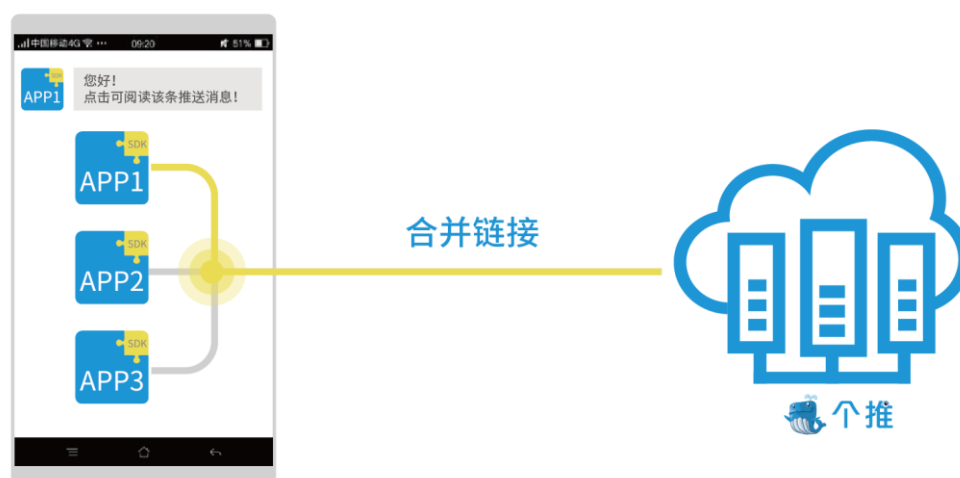 中国移动4G ··· 09:20 51%
SDK
APP1
您好！
点击可阅读该条推送消息！
SDK
APP1
SDK
APP2
SDK
APP3
合并链接
个推